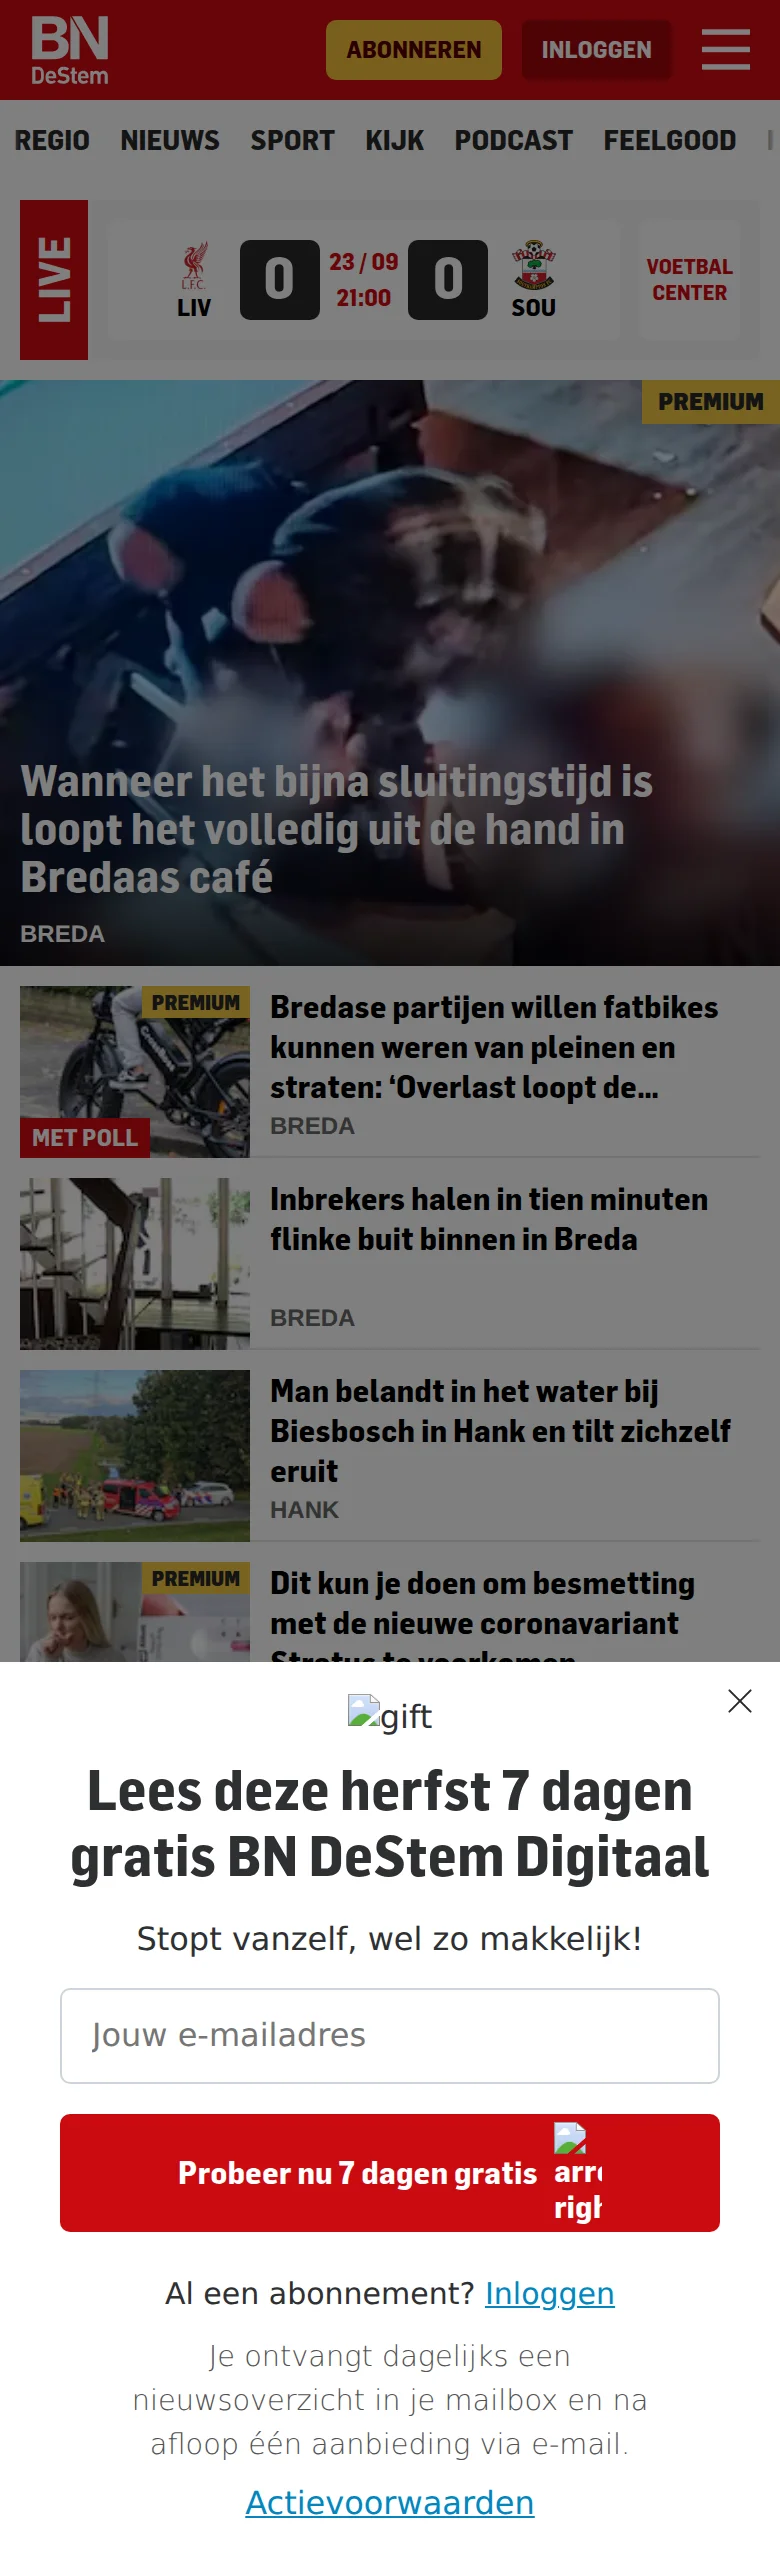 BN
DeStem
ABONNEREN
INLOGGEN
REGIO NIEUWS SPORT KIJK PODCAST FEELGOOD
LIVE
L.F.C.
LIV
0
23 / 09
21:00
0
SOU
VOETBAL
CENTER
PREMIUM
Wanneer het bijna sluitingstijd is
loopt het volledig uit de hand in
Bredaas café
BREDA
PREMIUM
MET POLL
Bredase partijen willen fatbikes
kunnen weren van pleinen en
straten: ‘Overlast loopt de...
BREDA
Inbrekers halen in tien minuten
flinke buit binnen in Breda
BREDA
Man belandt in het water bij
Biesbosch in Hank en tilt zichzelf
eruit
HANK
PREMIUM
Dit kun je doen om besmetting
met de nieuwe coronavariant
Stratus te voorkomen
gift
Lees deze herfst 7 dagen
gratis BN DeStem Digitaal
Stopt vanzelf, wel zo makkelijk!
Jouw e-mailadres
Probeer nu 7 dagen gratis
arro
righ
Al een abonnement? Inloggen
Je ontvangt dagelijks een
nieuwsoverzicht in je mailbox en na
afloop één aanbieding via e-mail.
Actievoorwaarden